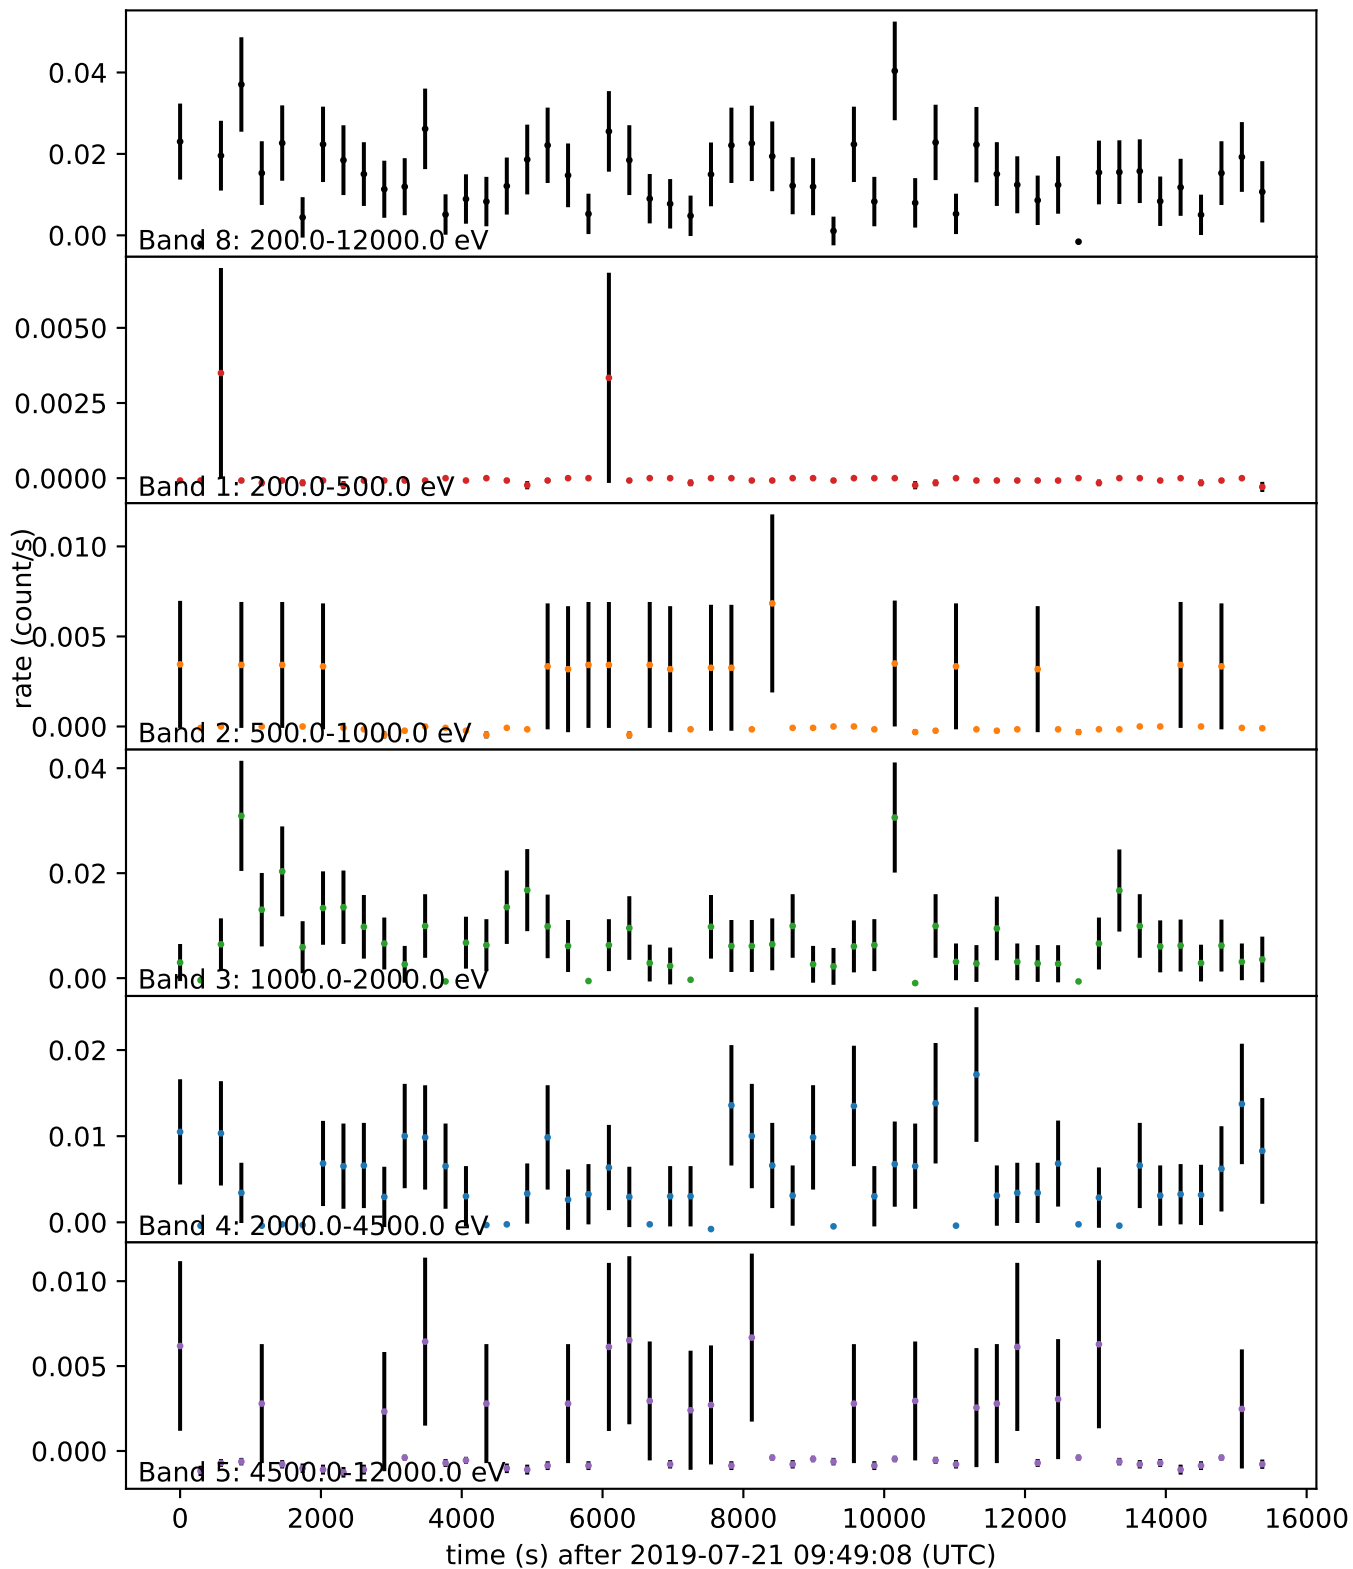 0.04
0.02
0.00
Band 8: 200.0-12000.0 eV
0.0050
0.0025
0.0000
Band 1: 200.0-500.0 eV
rate (count/s)
0.010
0.005
0.000
Band 2: 500.0-1000.0 eV
0.04
0.02
0.00
Band 3: 1000.0-2000.0 eV
0.02
0.01
0.00
Band 4: 2000.0-4500.0 eV
0.010
0.005
0.000
Band 5: 4500.0-12000.0 eV
0 2000 4000 6000 8000 10000 12000 14000 16000
time (s) after 2019-07-21 09:49:08 (UTC)